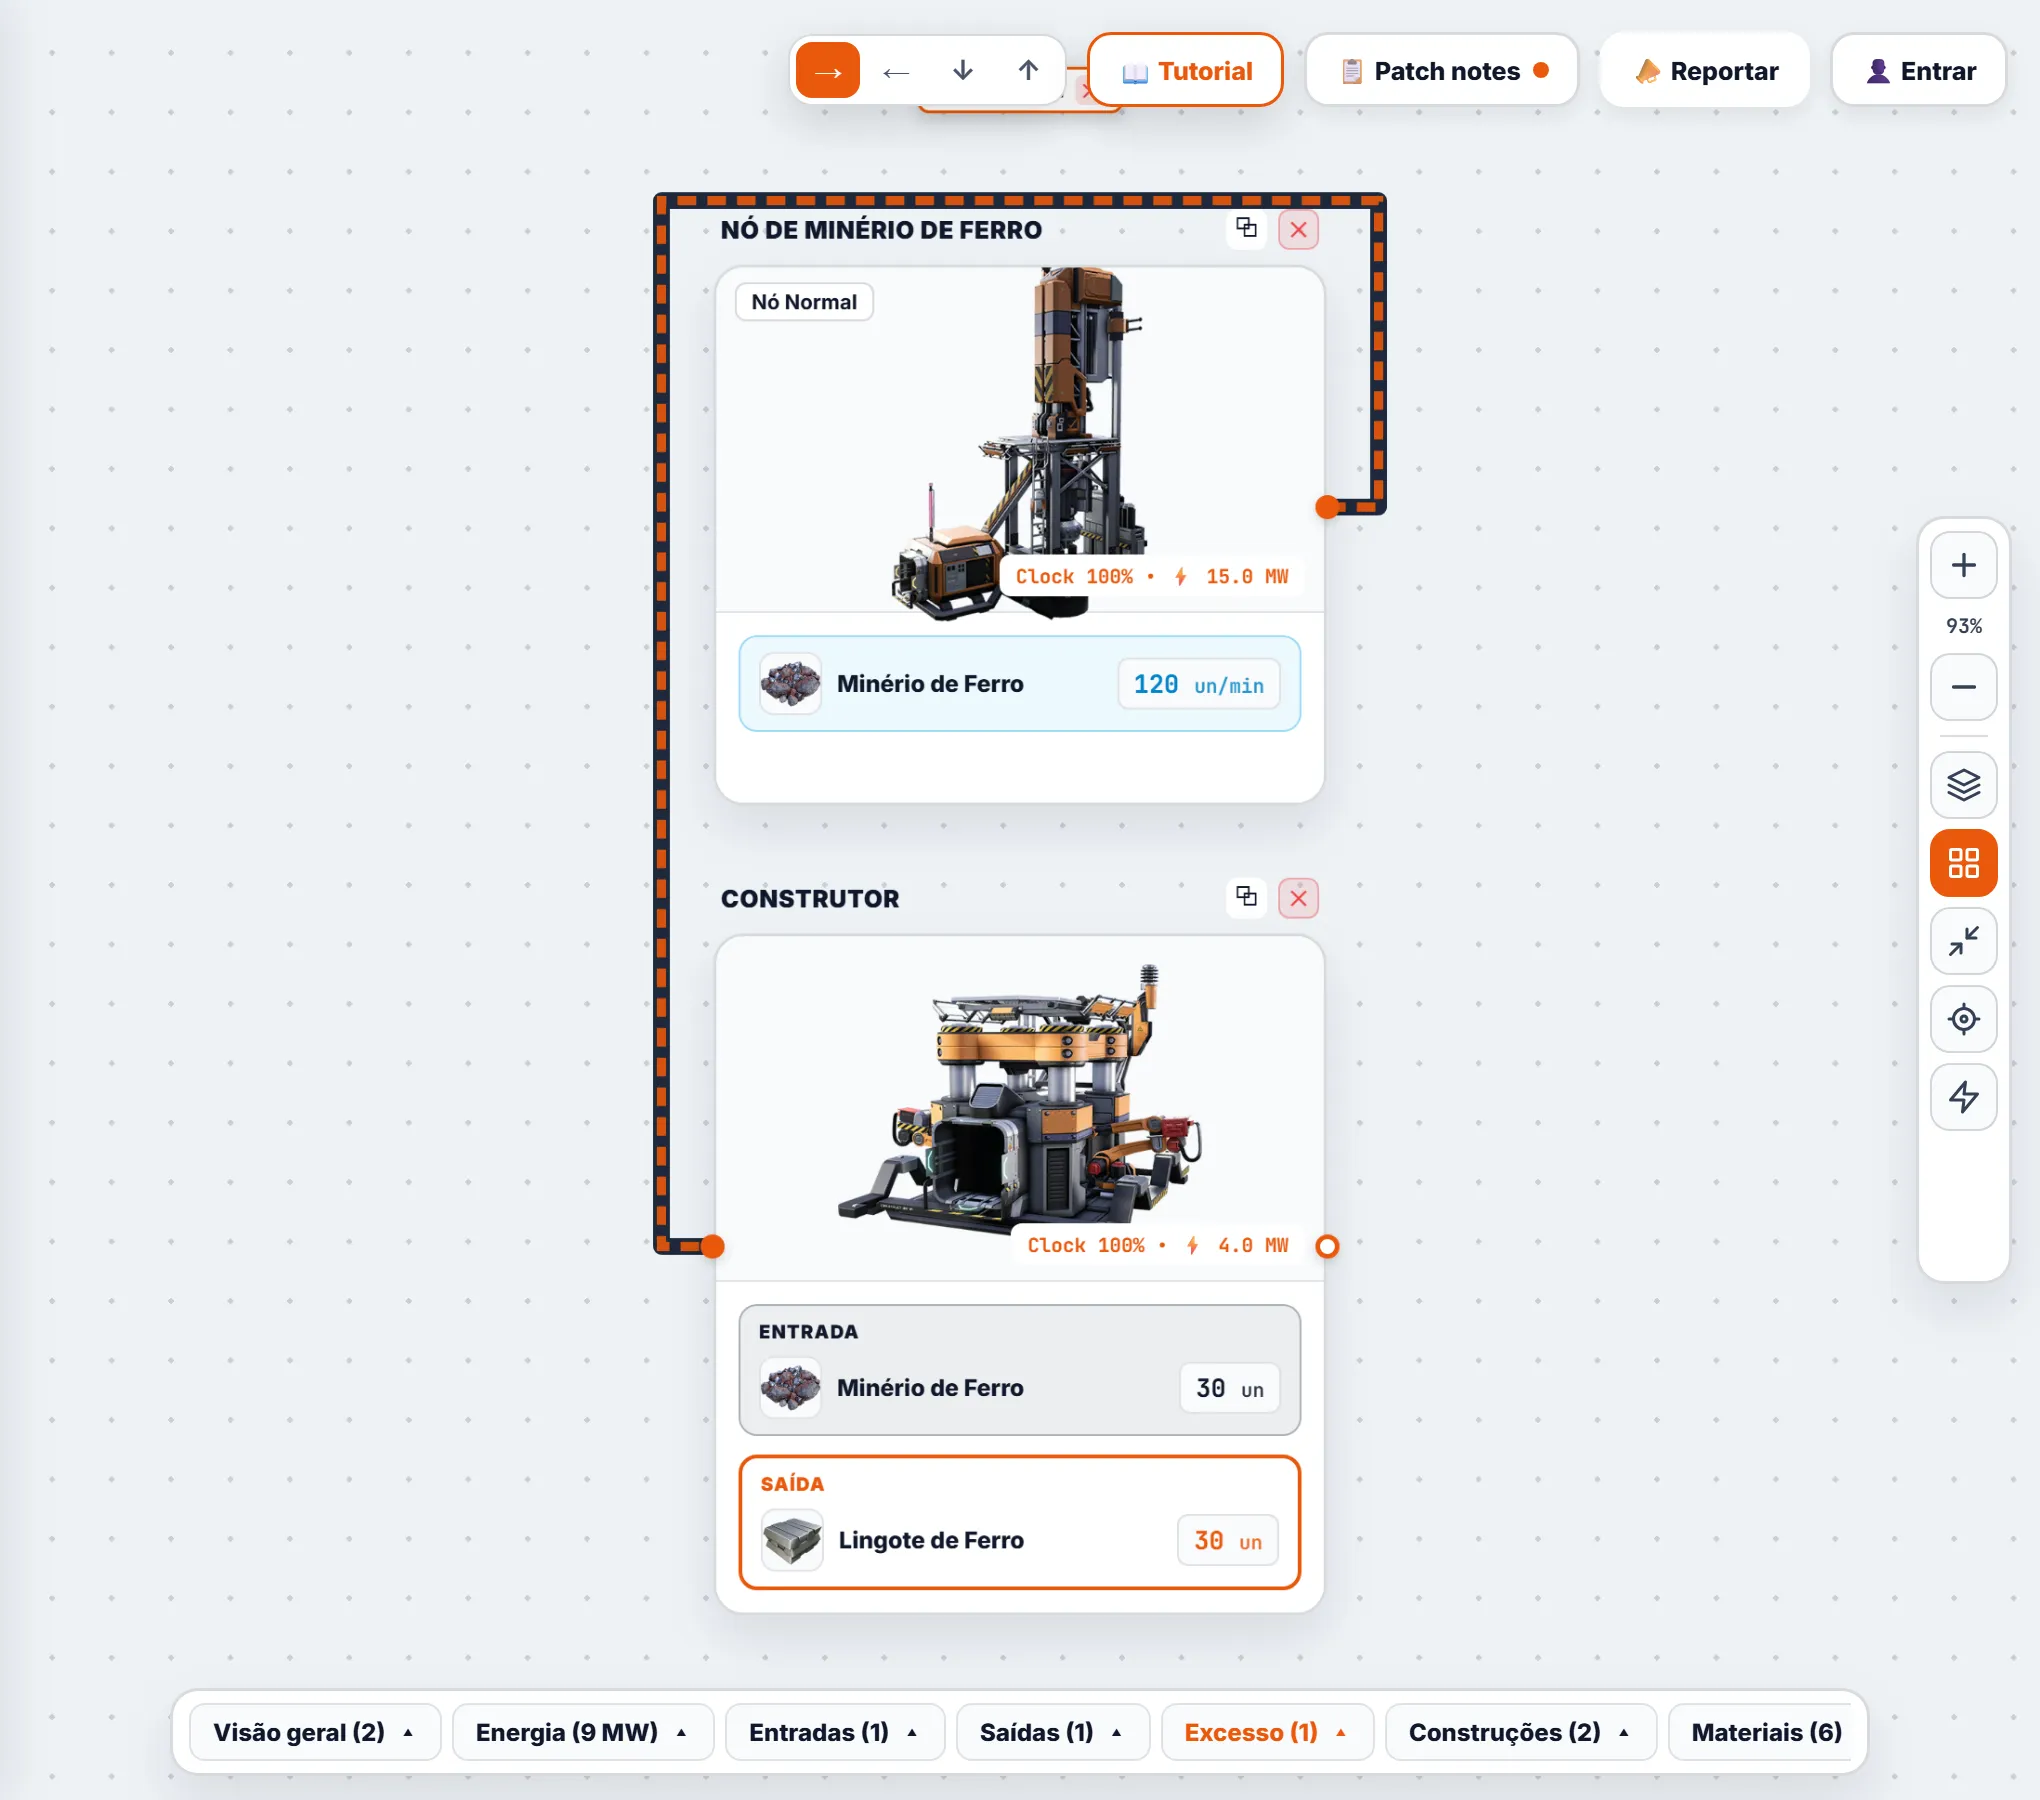 → ← ↓ ↑ Tutorial Patch notes Reportar Entrar
NÓ DE MINÉRIO DE FERRO
Nó Normal
Clock 100% • 15.0 MW
Minério de Ferro 120 un/min
93%
CONSTRUTOR
Clock 100% • 4.0 MW
ENTRADA
Minério de Ferro 30 un
SAÍDA
Lingote de Ferro 30 un
Visão geral (2) ▲ Energia (9 MW) ▲ Entradas (1) ▲ Saídas (1) ▲ Excesso (1) ▲ Construções (2) ▲ Materiais (6)